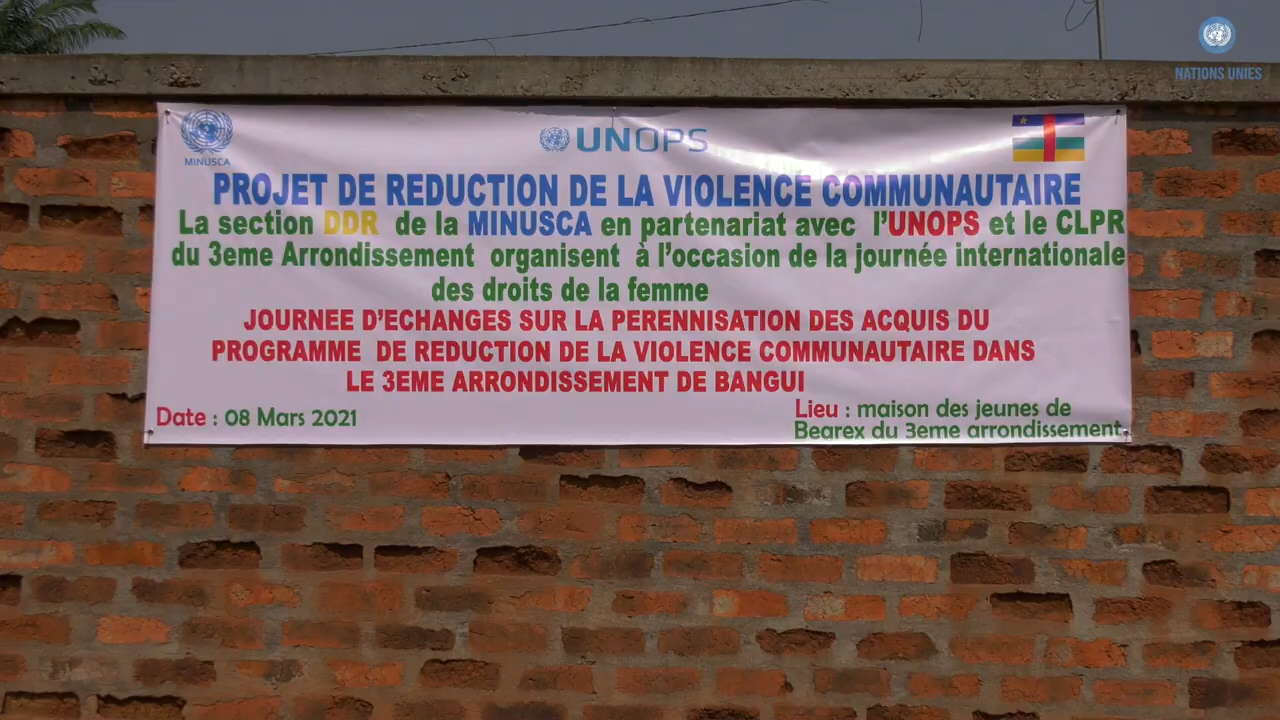 NATIONS UNIES
MINUSCA
UNOPS
PROJET DE REDUCTION DE LA VIOLENCE COMMUNAUTAIRE
La section DDR de la MINUSCA en partenariat avec l'UNOPS et le CLPR
du 3eme Arrondissement organisent à l'occasion de la journée internationale
des droits de la femme
JOURNEE D'ECHANGES SUR LA PERENNISATION DES ACQUIS DU
PROGRAMME DE REDUCTION DE LA VIOLENCE COMMUNAUTAIRE DANS
LE 3EME ARRONDISSEMENT DE BANGUI
Date : 08 Mars 2021
Lieu : maison des jeunes de
Bearex du 3eme arrondissement